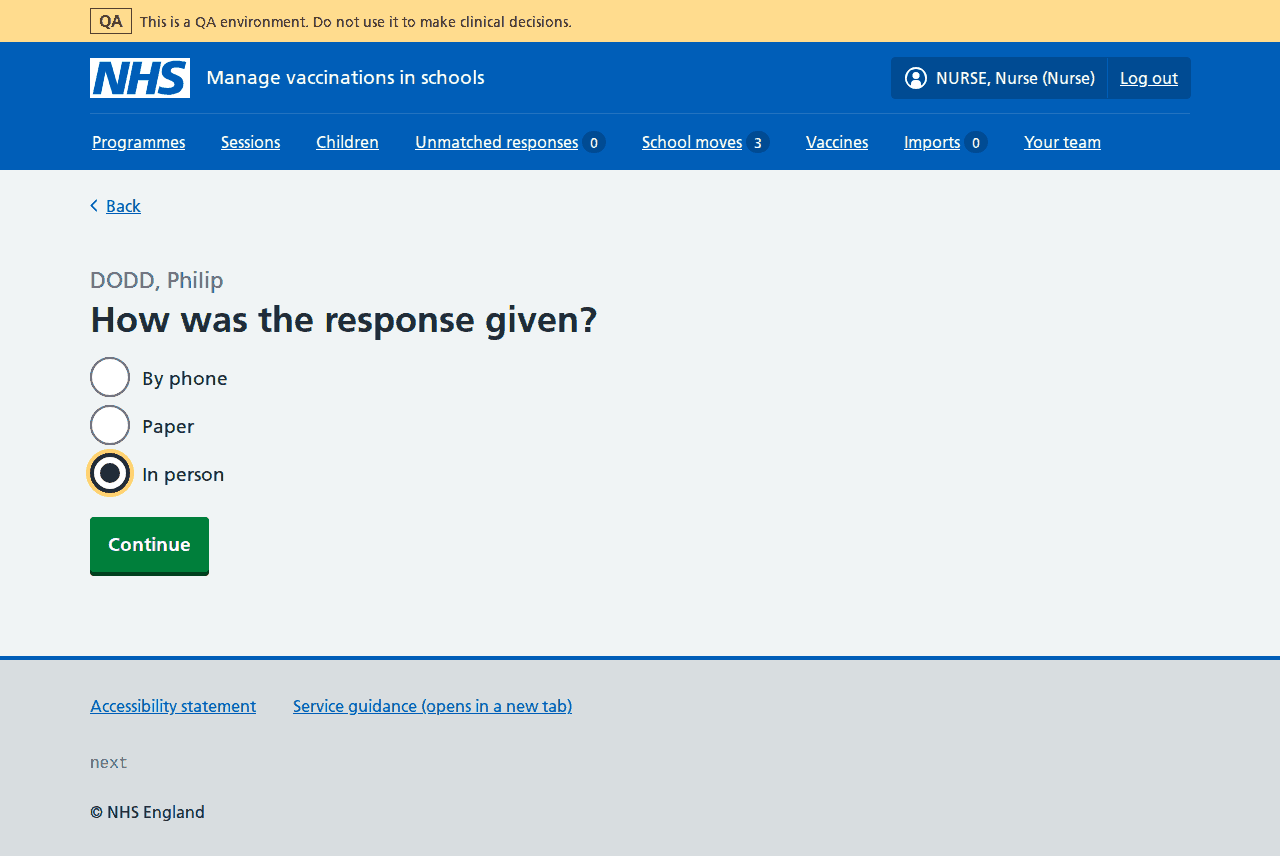 QA This is a QA environment. Do not use it to make clinical decisions.
NHS Manage vaccinations in schools NURSE, Nurse (Nurse) Log out
Programmes Sessions Children Unmatched responses 0 School moves 3 Vaccines Imports 0 Your team
Back
DODD, Philip
How was the response given?
By phone
Paper
In person
Continue
Accessibility statement Service guidance (opens in a new tab)
next
© NHS England